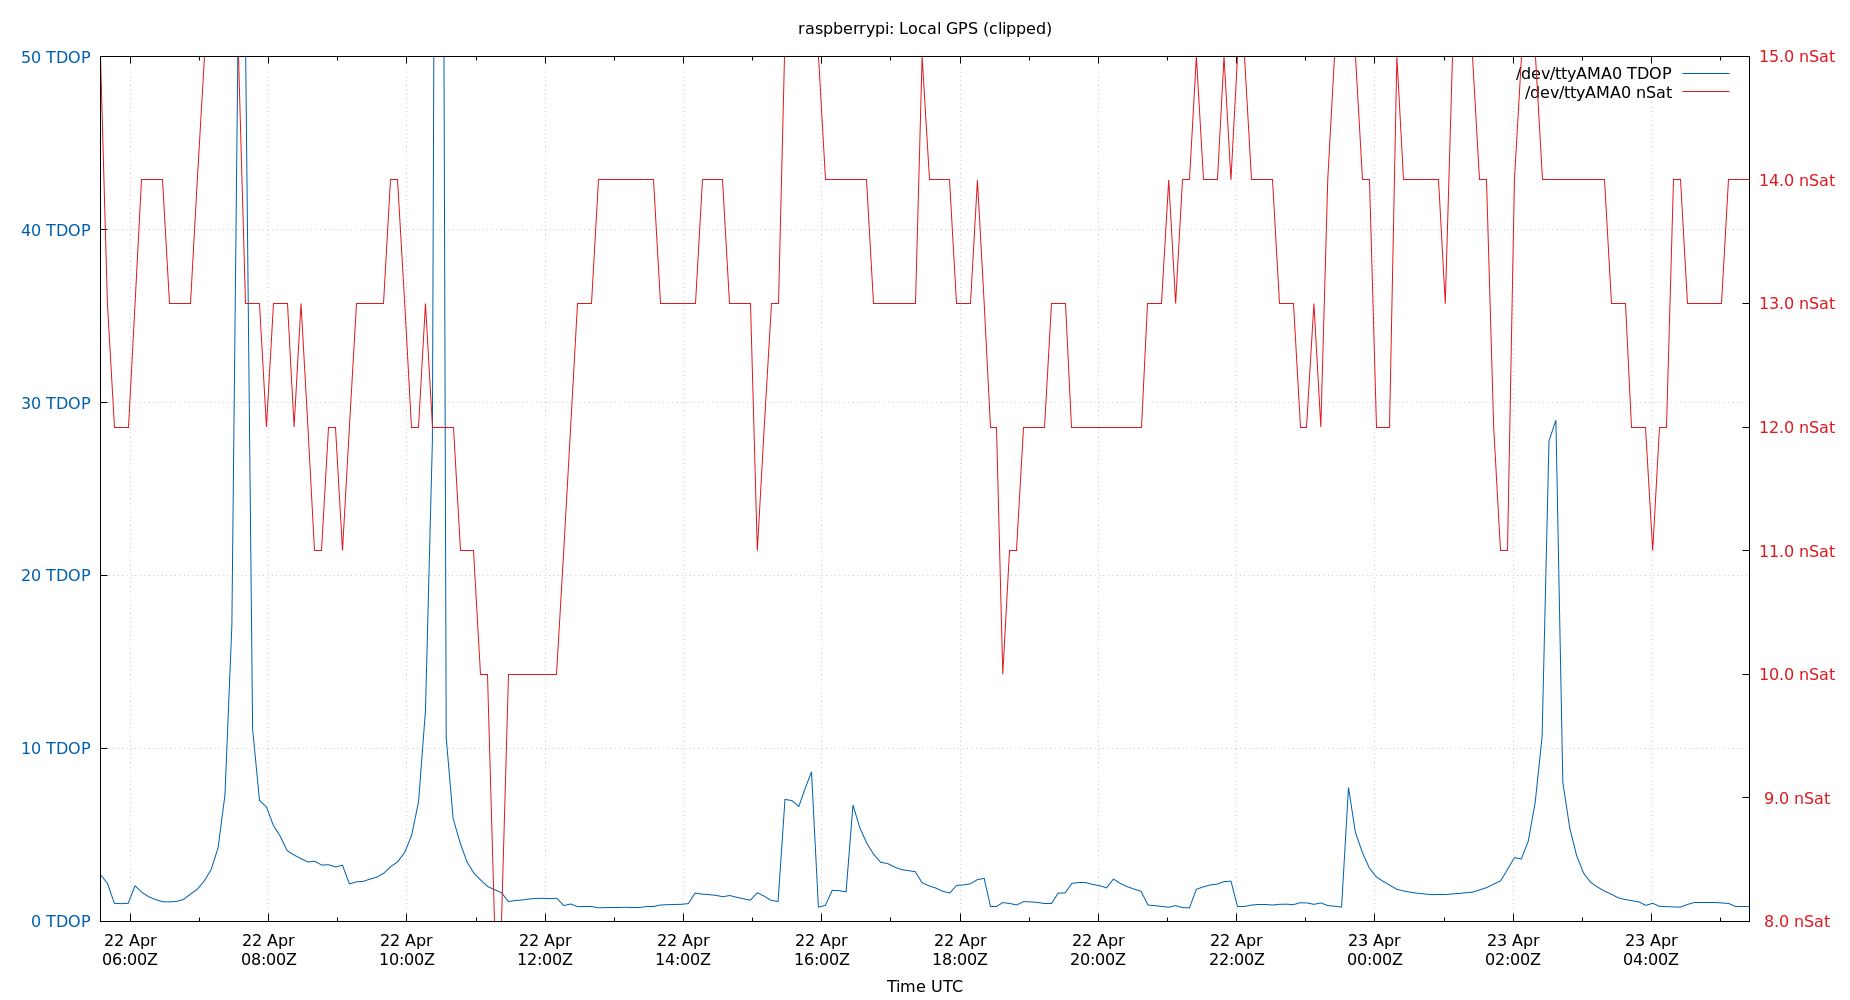 raspberrypi: Local GPS (clipped)
50 TDOP
40 TDOP
30 TDOP
20 TDOP
10 TDOP
0 TDOP
/dev/ttyAMA0 TDOP
/dev/ttyAMA0 nSat
15.0 nSat
14.0 nSat
13.0 nSat
12.0 nSat
11.0 nSat
10.0 nSat
9.0 nSat
8.0 nSat
22 Apr 22 Apr 22 Apr 22 Apr 22 Apr 22 Apr 22 Apr 22 Apr 22 Apr 23 Apr 23 Apr 23 Apr
06:00Z 08:00Z 10:00Z 12:00Z 14:00Z 16:00Z 18:00Z 20:00Z 22:00Z 00:00Z 02:00Z 04:00Z
Time UTC